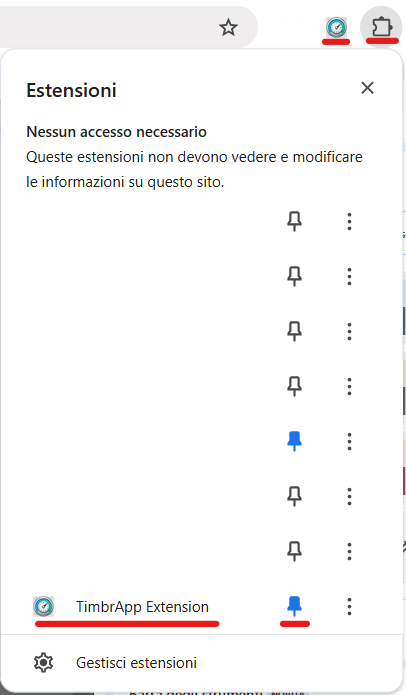 Estensioni
Nessun accesso necessario
Queste estensioni non devono vedere e modificare
le informazioni su questo sito.
TimbrApp Extension
Gestisci estensioni